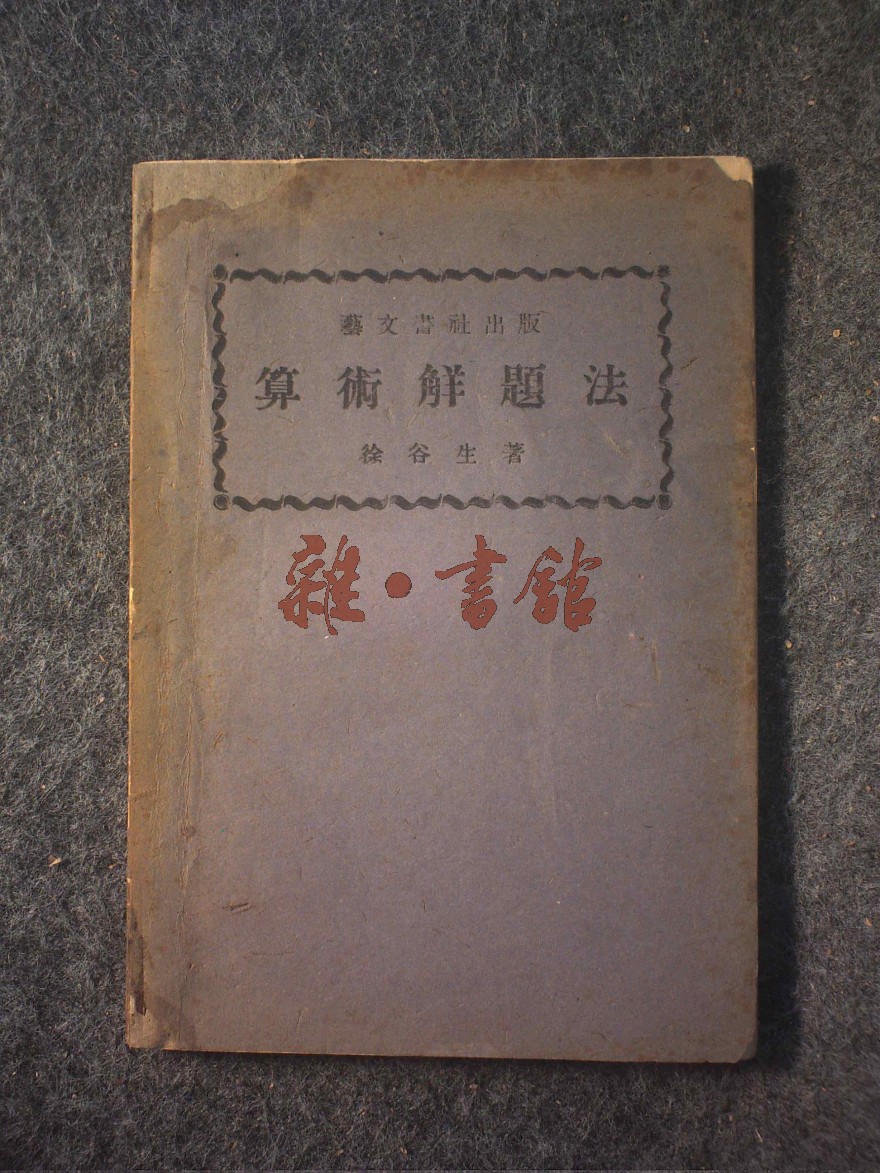 藝文書社出版
算術解題法
徐谷生著
雜·書館